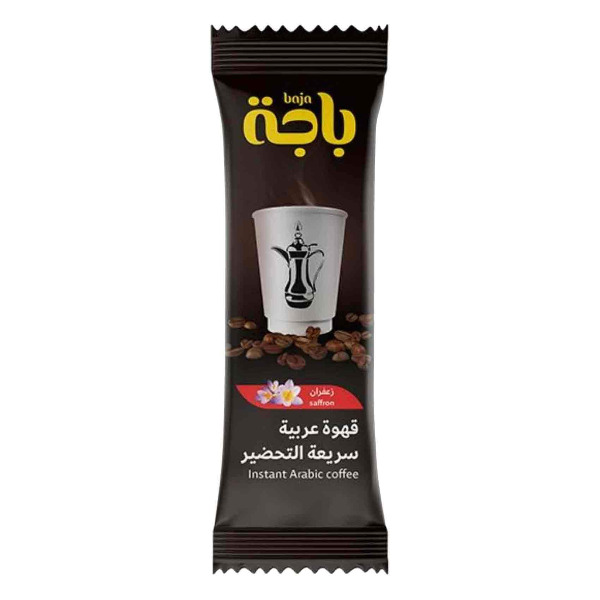 baja
باجة
زعفران
saffron
قهوة عربية
سريعة التحضير
Instant Arabic coffee